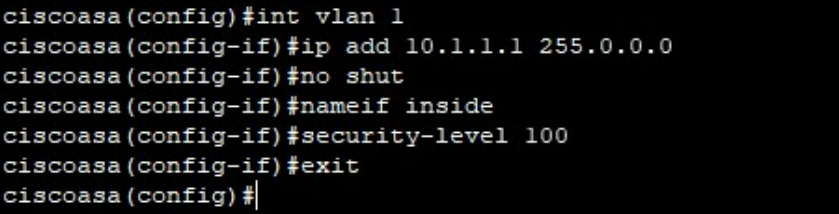 ciscoasa(config)#int vlan 1
ciscoasa(config-if)#ip add 10.1.1.1 255.0.0.0
ciscoasa(config-if)#no shut
ciscoasa(config-if)#nameif inside
ciscoasa(config-if)#security-level 100
ciscoasa(config-if)#exit
ciscoasa(config)#